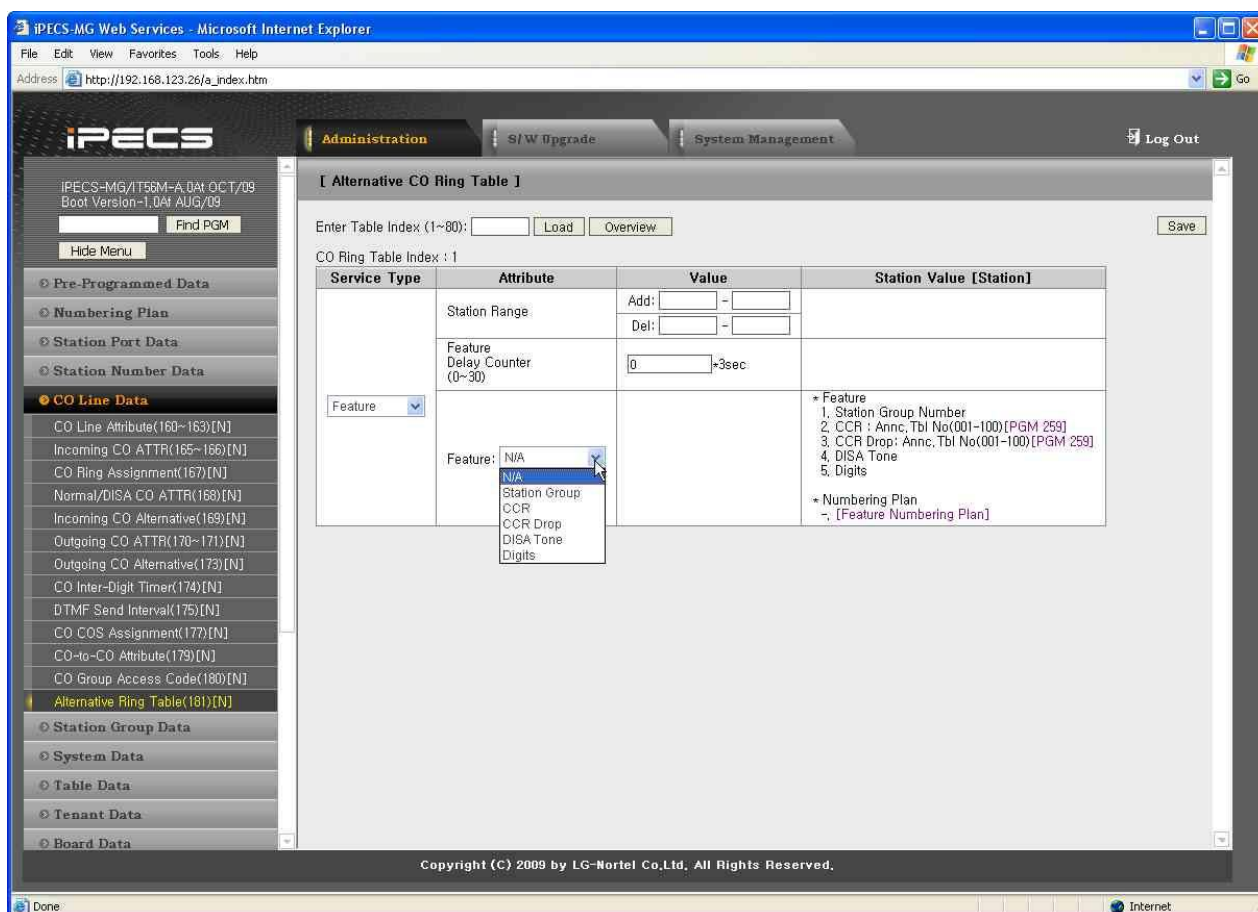 iPECS-MG Web Services - Microsoft Internet Explorer
File Edit View Favorites Tools Help
Address http://192.168.123.26/a_index.htm Go
iPECS
Administration S/W Upgrade System Management Log Out
iPECS-MG/IT56M-A.0At OCT/09
Boot Version-1.0Af AUG/09
Find PGM
Hide Menu
Pre-Programmed Data
Numbering Plan
Station Port Data
Station Number Data
CO Line Data
CO Line Attribute(160~163)[N]
Incoming CO ATTR(165~166)[N]
CO Ring Assignment(167)[N]
Normal/DISA CO ATTR(168)[N]
Incoming CO Alternative(169)[N]
Outgoing CO ATTR(170~171)[N]
Outgoing CO Alternative(173)[N]
CO Inter-Digit Timer(174)[N]
DTMF Send Interval(175)[N]
CO COS Assignment(177)[N]
CO-to-CO Attribute(179)[N]
CO Group Access Code(180)[N]
Alternative Ring Table(181)[N]
Station Group Data
System Data
Table Data
Tenant Data
Board Data
[ Alternative CO Ring Table ]
Enter Table Index (1~80): Load Overview Save
CO Ring Table Index : 1
Service Type Attribute Value Station Value [Station]
Station Range
Add: -
Del: -
Feature
Delay Counter
(0~30)
0 *3sec
Feature
Feature: N/A
N/A
Station Group
CCR
CCR Drop
DISA Tone
Digits
* Feature
1. Station Group Number
2. CCR : Annc. Tbl No(001-100)[PGM 259]
3. CCR Drop: Annc. Tbl No(001-100)[PGM 259]
4. DISA Tone
5. Digits
* Numbering Plan
-. [Feature Numbering Plan]
Copyright (C) 2009 by LG-Nortel Co.Ltd. All Rights Reserved.
Done Internet